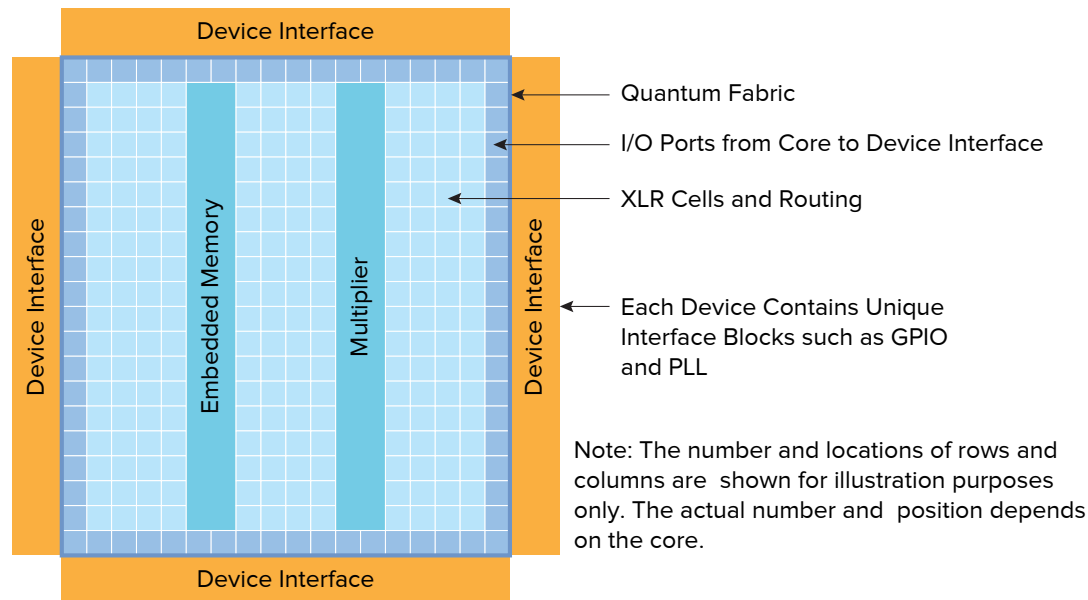 Device Interface
Quantum Fabric
I/O Ports from Core to Device Interface
XLR Cells and Routing
Device Interface
Embedded Memory
Multiplier
Device Interface
Each Device Contains Unique
Interface Blocks such as GPIO
and PLL
Note: The number and locations of rows and
columns are  shown for illustration purposes
only. The actual number and  position depends
on the core.
Device Interface